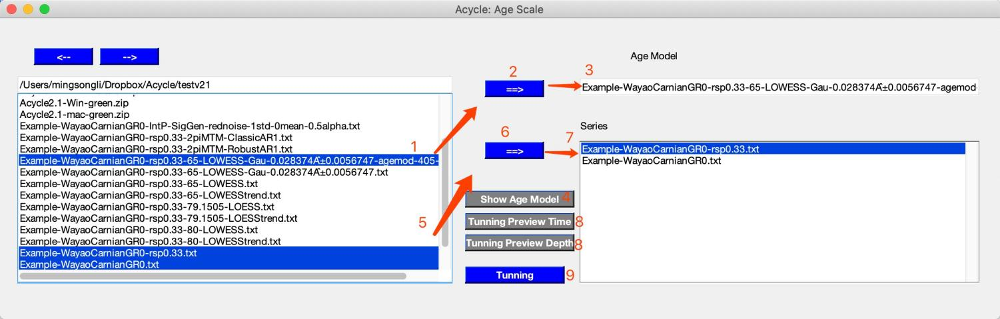 Acycle: Age Scale
<-- -->
Age Model
/Users/mingsongli/Dropbox/Acycle/testv21
Acycle2.1-Win-green.zip
Acycle2.1-mac-green.zip
Example-WayaoCarnianGR0-IntP-SigGen-rednoise-1std-0mean-0.5alpha.txt
Example-WayaoCarnianGR0-rsp0.33-2piMTM-ClassicAR1.txt
Example-WayaoCarnianGR0-rsp0.33-2piMTM-RobustAR1.txt
Example-WayaoCarnianGR0-rsp0.33-65-LOWESS-Gau-0.028374Â±0.0056747-agemod-405-
Example-WayaoCarnianGR0-rsp0.33-65-LOWESS-Gau-0.028374Â±0.0056747.txt
Example-WayaoCarnianGR0-rsp0.33-65-LOWESS.txt
Example-WayaoCarnianGR0-rsp0.33-65-LOWESStrend.txt
Example-WayaoCarnianGR0-rsp0.33-79.1505-LOESS.txt
Example-WayaoCarnianGR0-rsp0.33-79.1505-LOESStrend.txt
Example-WayaoCarnianGR0-rsp0.33-80-LOWESS.txt
Example-WayaoCarnianGR0-rsp0.33-80-LOWESStrend.txt
Example-WayaoCarnianGR0-rsp0.33.txt
Example-WayaoCarnianGR0.txt
1
2
==>
3
Example-WayaoCarnianGR0-rsp0.33-65-LOWESS-Gau-0.028374Â±0.0056747-agemod-
5
6
==>
7
Series
Example-WayaoCarnianGR0-rsp0.33.txt
Example-WayaoCarnianGR0.txt
Show Age Model 4
Tunning Preview Time 8
Tunning Preview Depth 8
Tunning 9